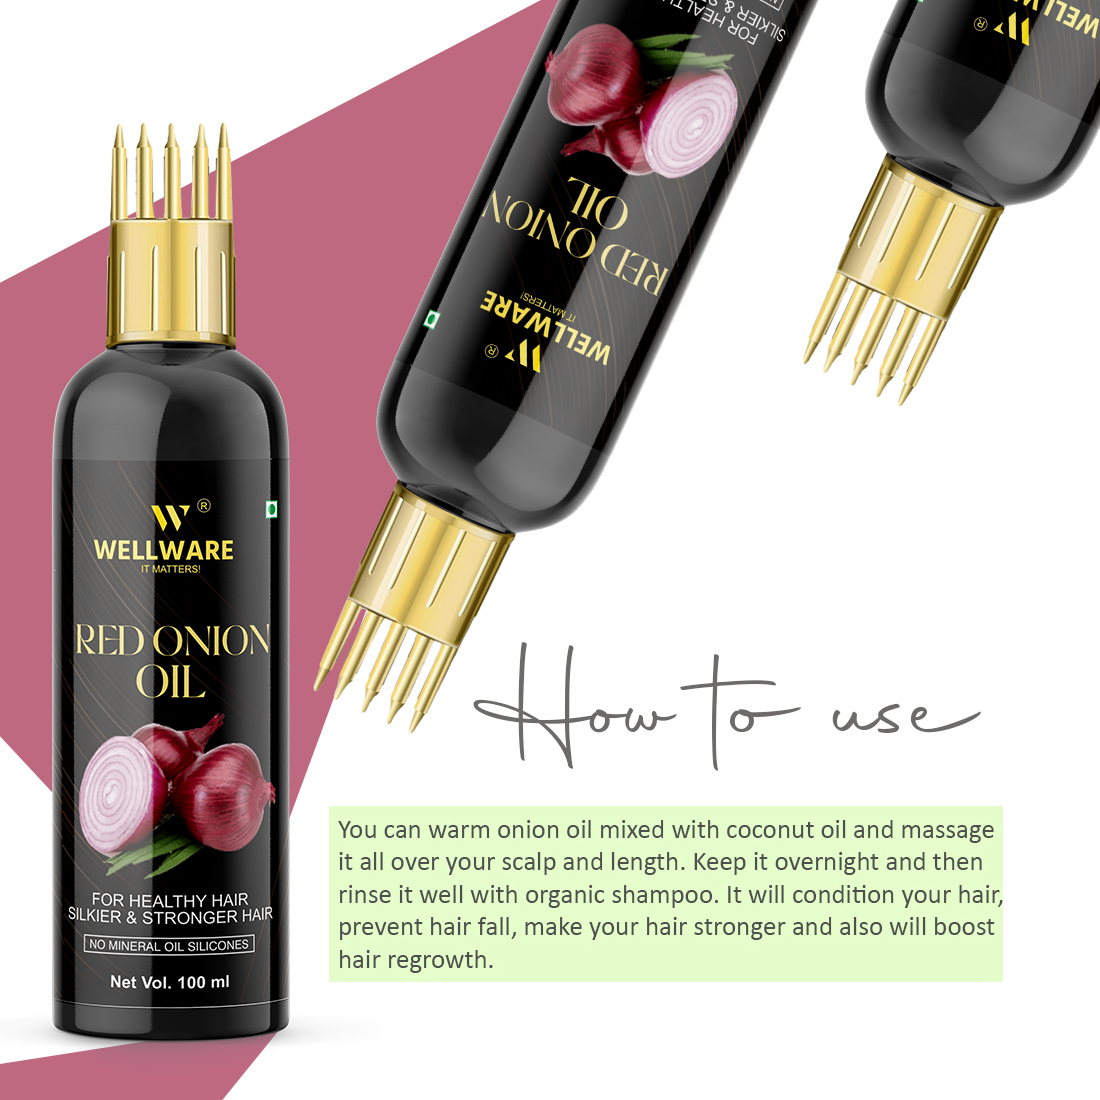 FOR HEALTHY
SILKIER & S
RED ONION
OIL
WELLWARE
IT MATTERS!
W ®
WELLW
W ®
W ®
WELLWARE
IT MATTERS!
RED ONION
OIL
FOR HEALTHY HAIR
SILKIER & STRONGER HAIR
NO MINERAL OIL SILICONES
Net Vol. 100 ml
How to use
You can warm onion oil mixed with coconut oil and massage
it all over your scalp and length. Keep it overnight and then
rinse it well with organic shampoo. It will condition your hair,
prevent hair fall, make your hair stronger and also will boost
hair regrowth.